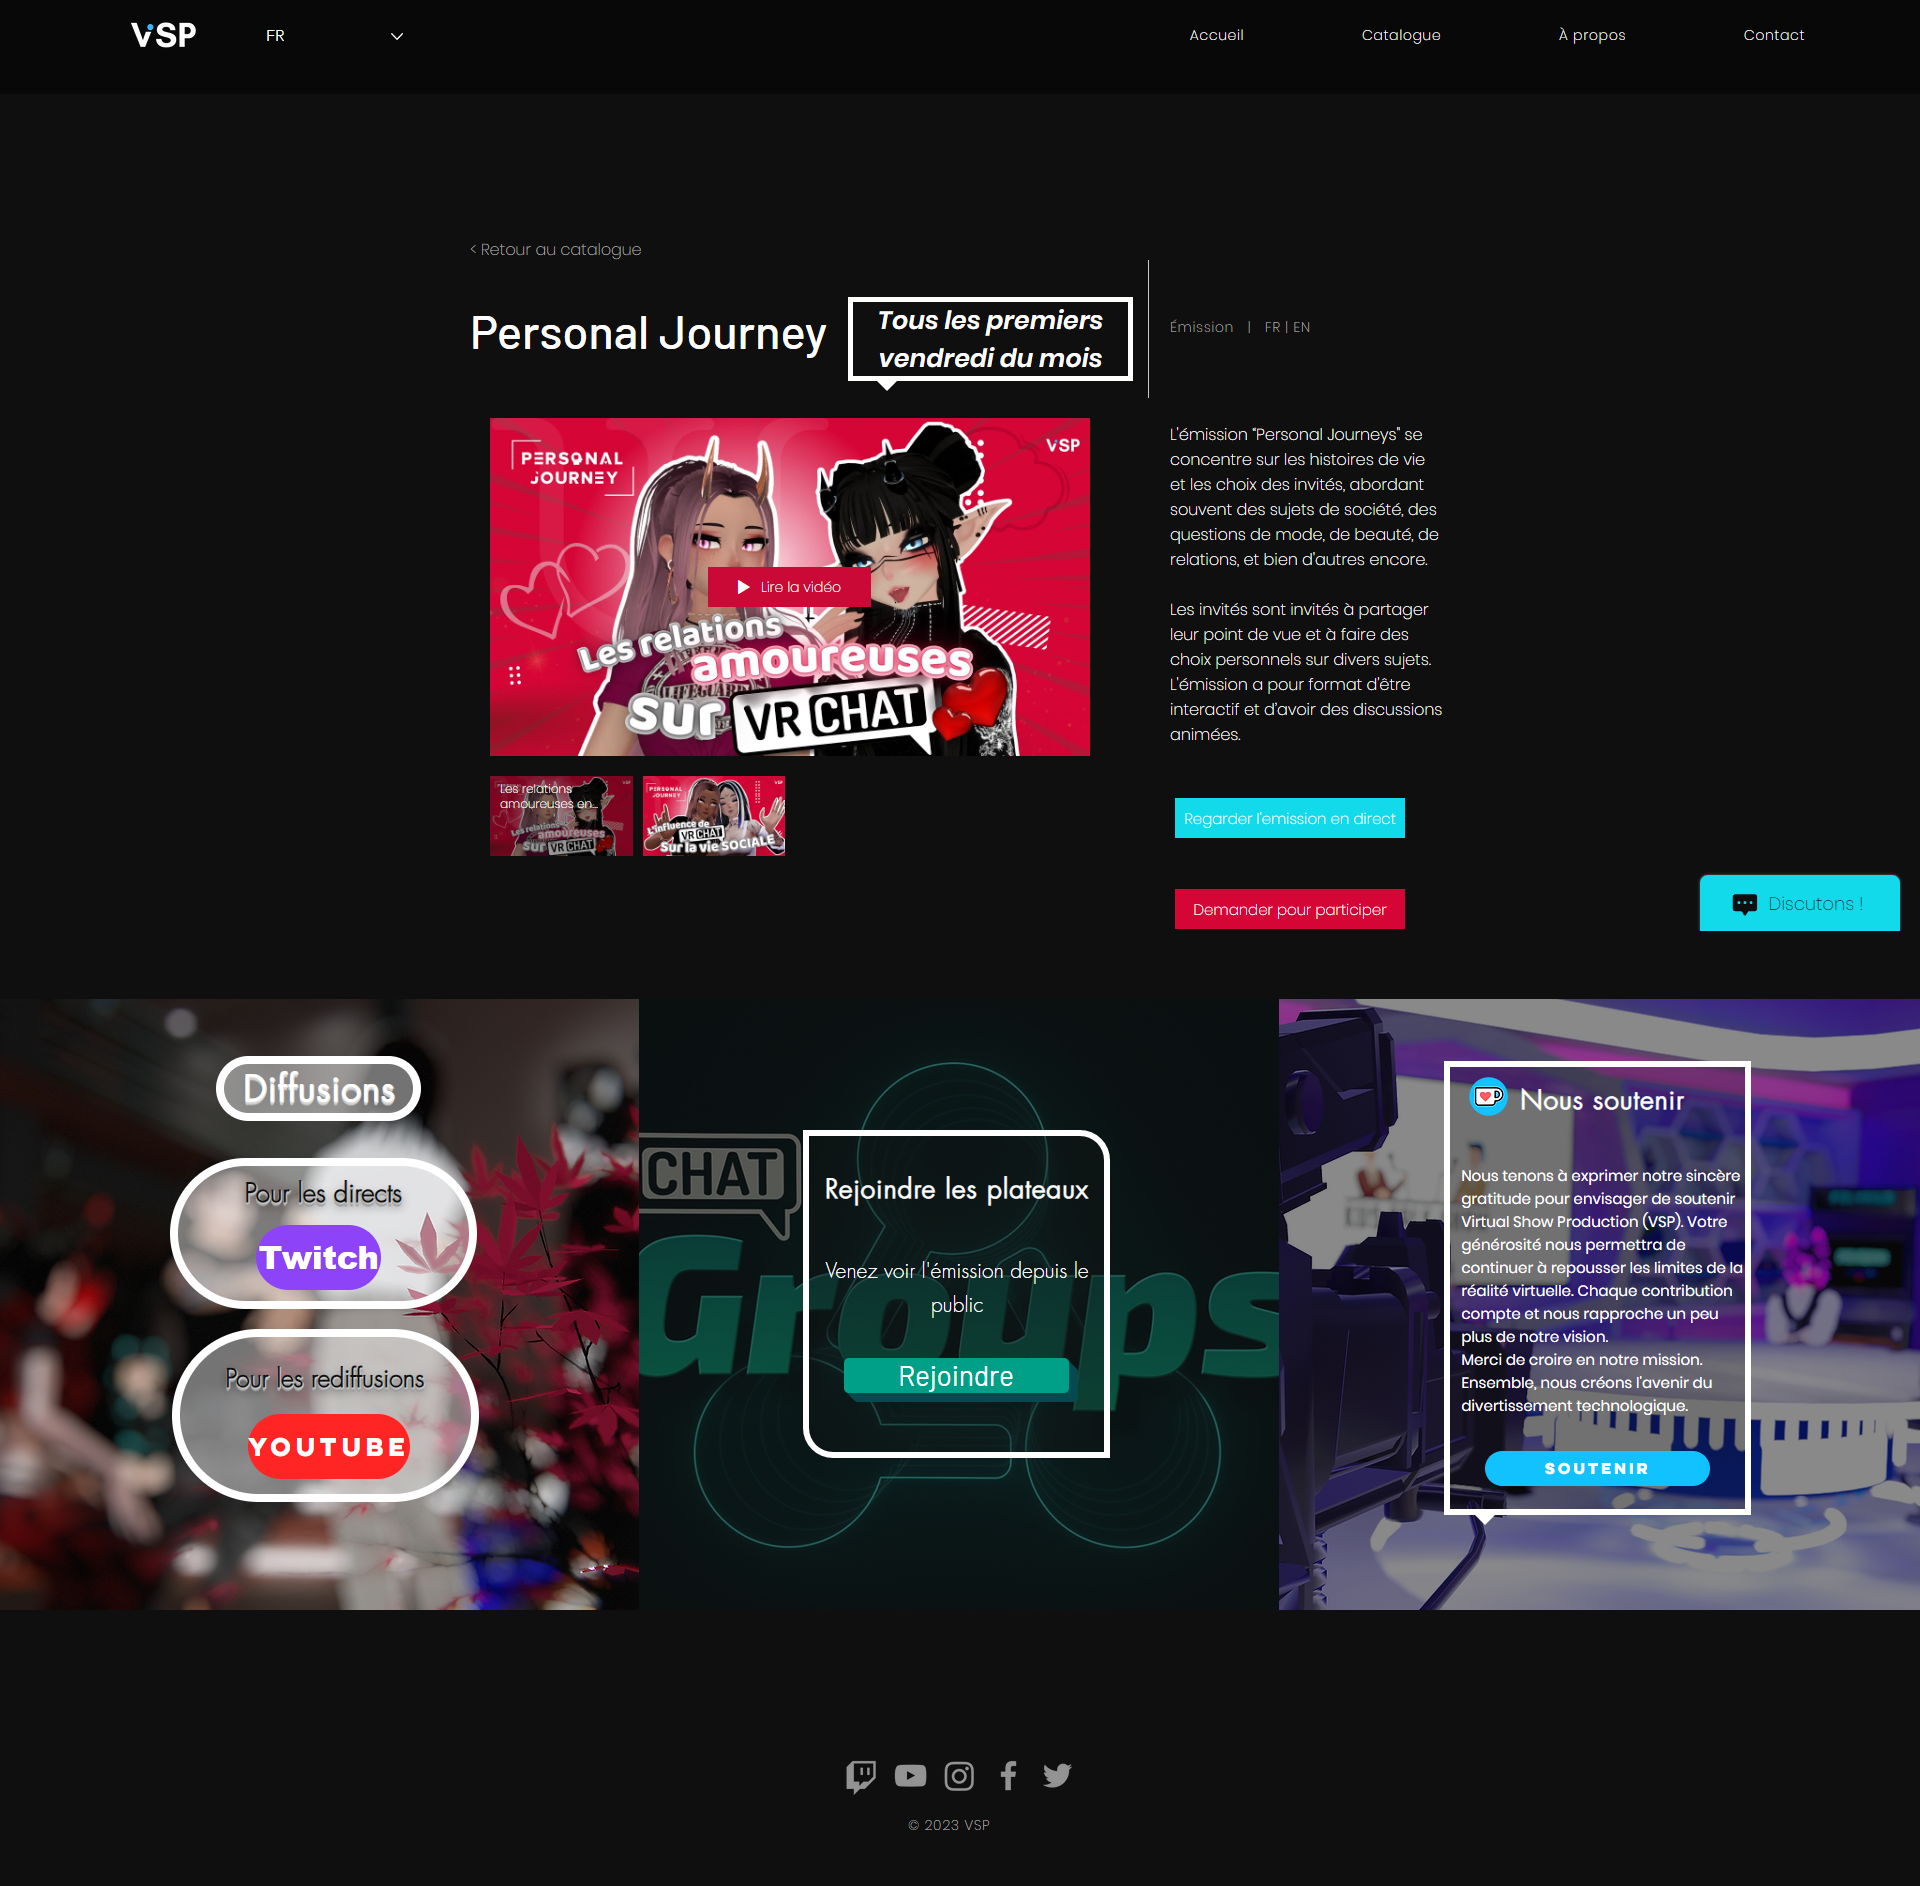 VSP
FR
Accueil
Catalogue
À propos
Contact
< Retour au catalogue
Personal Journey
Tous les premiers
vendredi du mois
Émission | FR | EN
PERSONAL
JOURNEY
VSP
Lire la vidéo
Les relations
amoureuses
LIFEGUARD
sur VR CHAT
L'émission “Personal Journeys" se
concentre sur les histoires de vie
et les choix des invités, abordant
souvent des sujets de société, des
questions de mode, de beauté, de
relations, et bien d'autres encore.
Les invités sont invités à partager
leur point de vue et à faire des
choix personnels sur divers sujets.
L'émission a pour format d'être
interactif et d’avoir des discussions
animées.
Les relations
amoureuses en...
Les relations
amoureuses
sur VR CHAT
PERSONAL
JOURNEY
VSP
L'influence de
VR CHAT
Sur la vie SOCIALE
Regarder l'emission en direct
Demander pour participer
Discutons !
Diffusions
Pour les directs
Twitch
Pour les rediffusions
YOUTUBE
CHAT
Groups
Rejoindre les plateaux
Venez voir l'émission depuis le
public
Rejoindre
Nous soutenir
Nous tenons à exprimer notre sincère
gratitude pour envisager de soutenir
Virtual Show Production (VSP). Votre
générosité nous permettra de
continuer à repousser les limites de la
réalité virtuelle. Chaque contribution
compte et nous rapproche un peu
plus de notre vision.
Merci de croire en notre mission.
Ensemble, nous créons l'avenir du
divertissement technologique.
SOUTENIR
© 2023 VSP